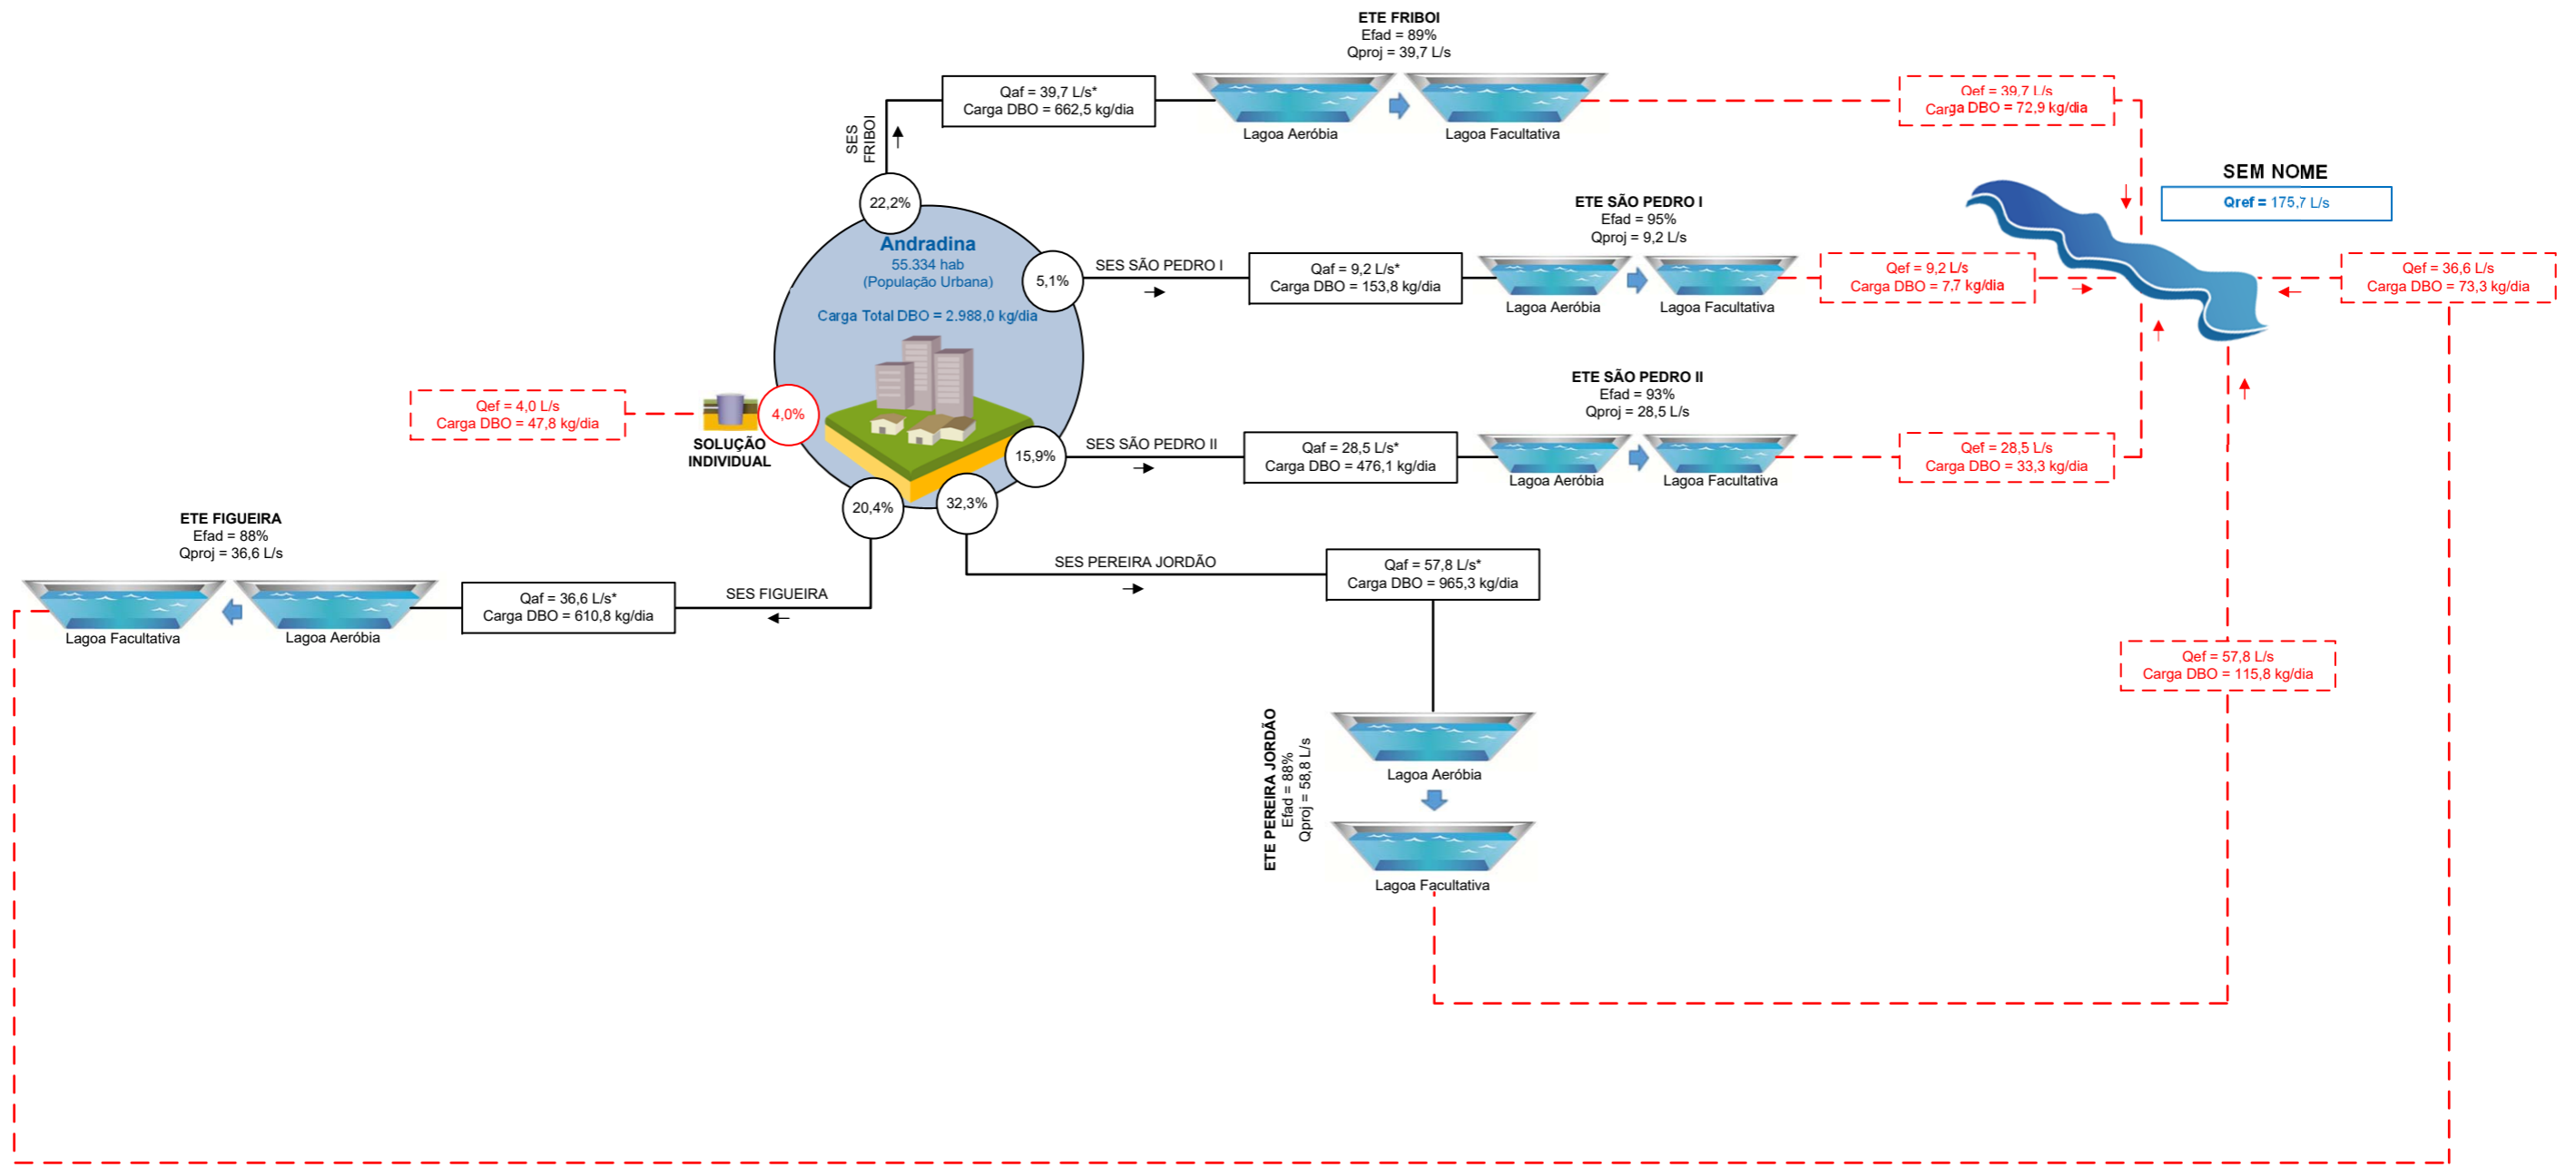 ETE FRIBOI
Efad = 89%
Qproj = 39,7 L/s
Qaf = 39,7 L/s*
Carga DBO = 662,5 kg/dia
Lagoa Aeróbia
Lagoa Facultativa
Qef = 39,7 L/s
Carga DBO = 72,9 kg/dia
SES
FRIBOI
22,2%
SEM NOME
Qref = 175,7 L/s
Andradina
55.334 hab
(População Urbana)
Carga Total DBO = 2.988,0 kg/dia
5,1%
SES SÃO PEDRO I
Qaf = 9,2 L/s*
Carga DBO = 153,8 kg/dia
ETE SÃO PEDRO I
Efad = 95%
Qproj = 9,2 L/s
Lagoa Aeróbia
Lagoa Facultativa
Qef = 9,2 L/s
Carga DBO = 7,7 kg/dia
Qef = 36,6 L/s
Carga DBO = 73,3 kg/dia
Qef = 4,0 L/s
Carga DBO = 47,8 kg/dia
SOLUÇÃO
INDIVIDUAL
4,0%
15,9%
SES SÃO PEDRO II
Qaf = 28,5 L/s*
Carga DBO = 476,1 kg/dia
ETE SÃO PEDRO II
Efad = 93%
Qproj = 28,5 L/s
Lagoa Aeróbia
Lagoa Facultativa
Qef = 28,5 L/s
Carga DBO = 33,3 kg/dia
20,4%
32,3%
ETE FIGUEIRA
Efad = 88%
Qproj = 36,6 L/s
Lagoa Facultativa
Lagoa Aeróbia
Qaf = 36,6 L/s*
Carga DBO = 610,8 kg/dia
SES FIGUEIRA
SES PEREIRA JORDÃO
Qaf = 57,8 L/s*
Carga DBO = 965,3 kg/dia
Qef = 57,8 L/s
Carga DBO = 115,8 kg/dia
ETE PEREIRA JORDÃO
Efad = 88%
Qproj = 58,8 L/s
Lagoa Aeróbia
Lagoa Facultativa